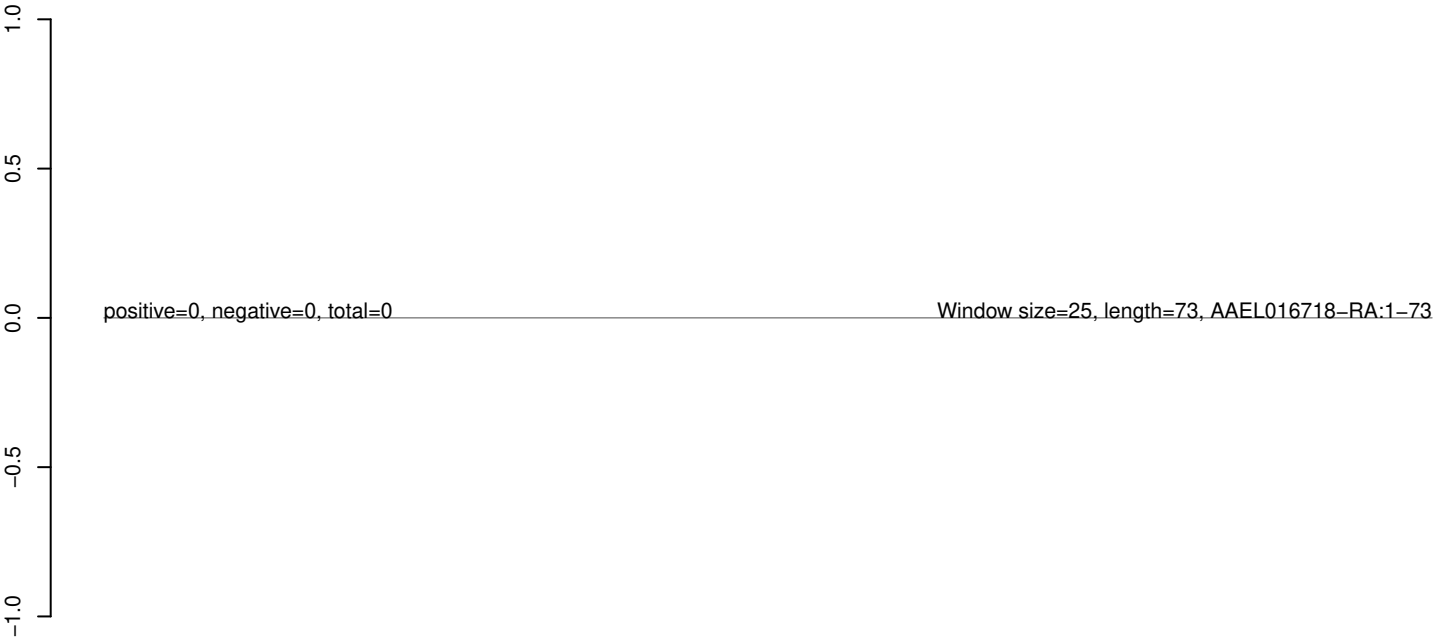 1.0
0.5
0.0
−0.5
−1.0
positive=0, negative=0, total=0
Window size=25, length=73, AAEL016718−RA:1−73